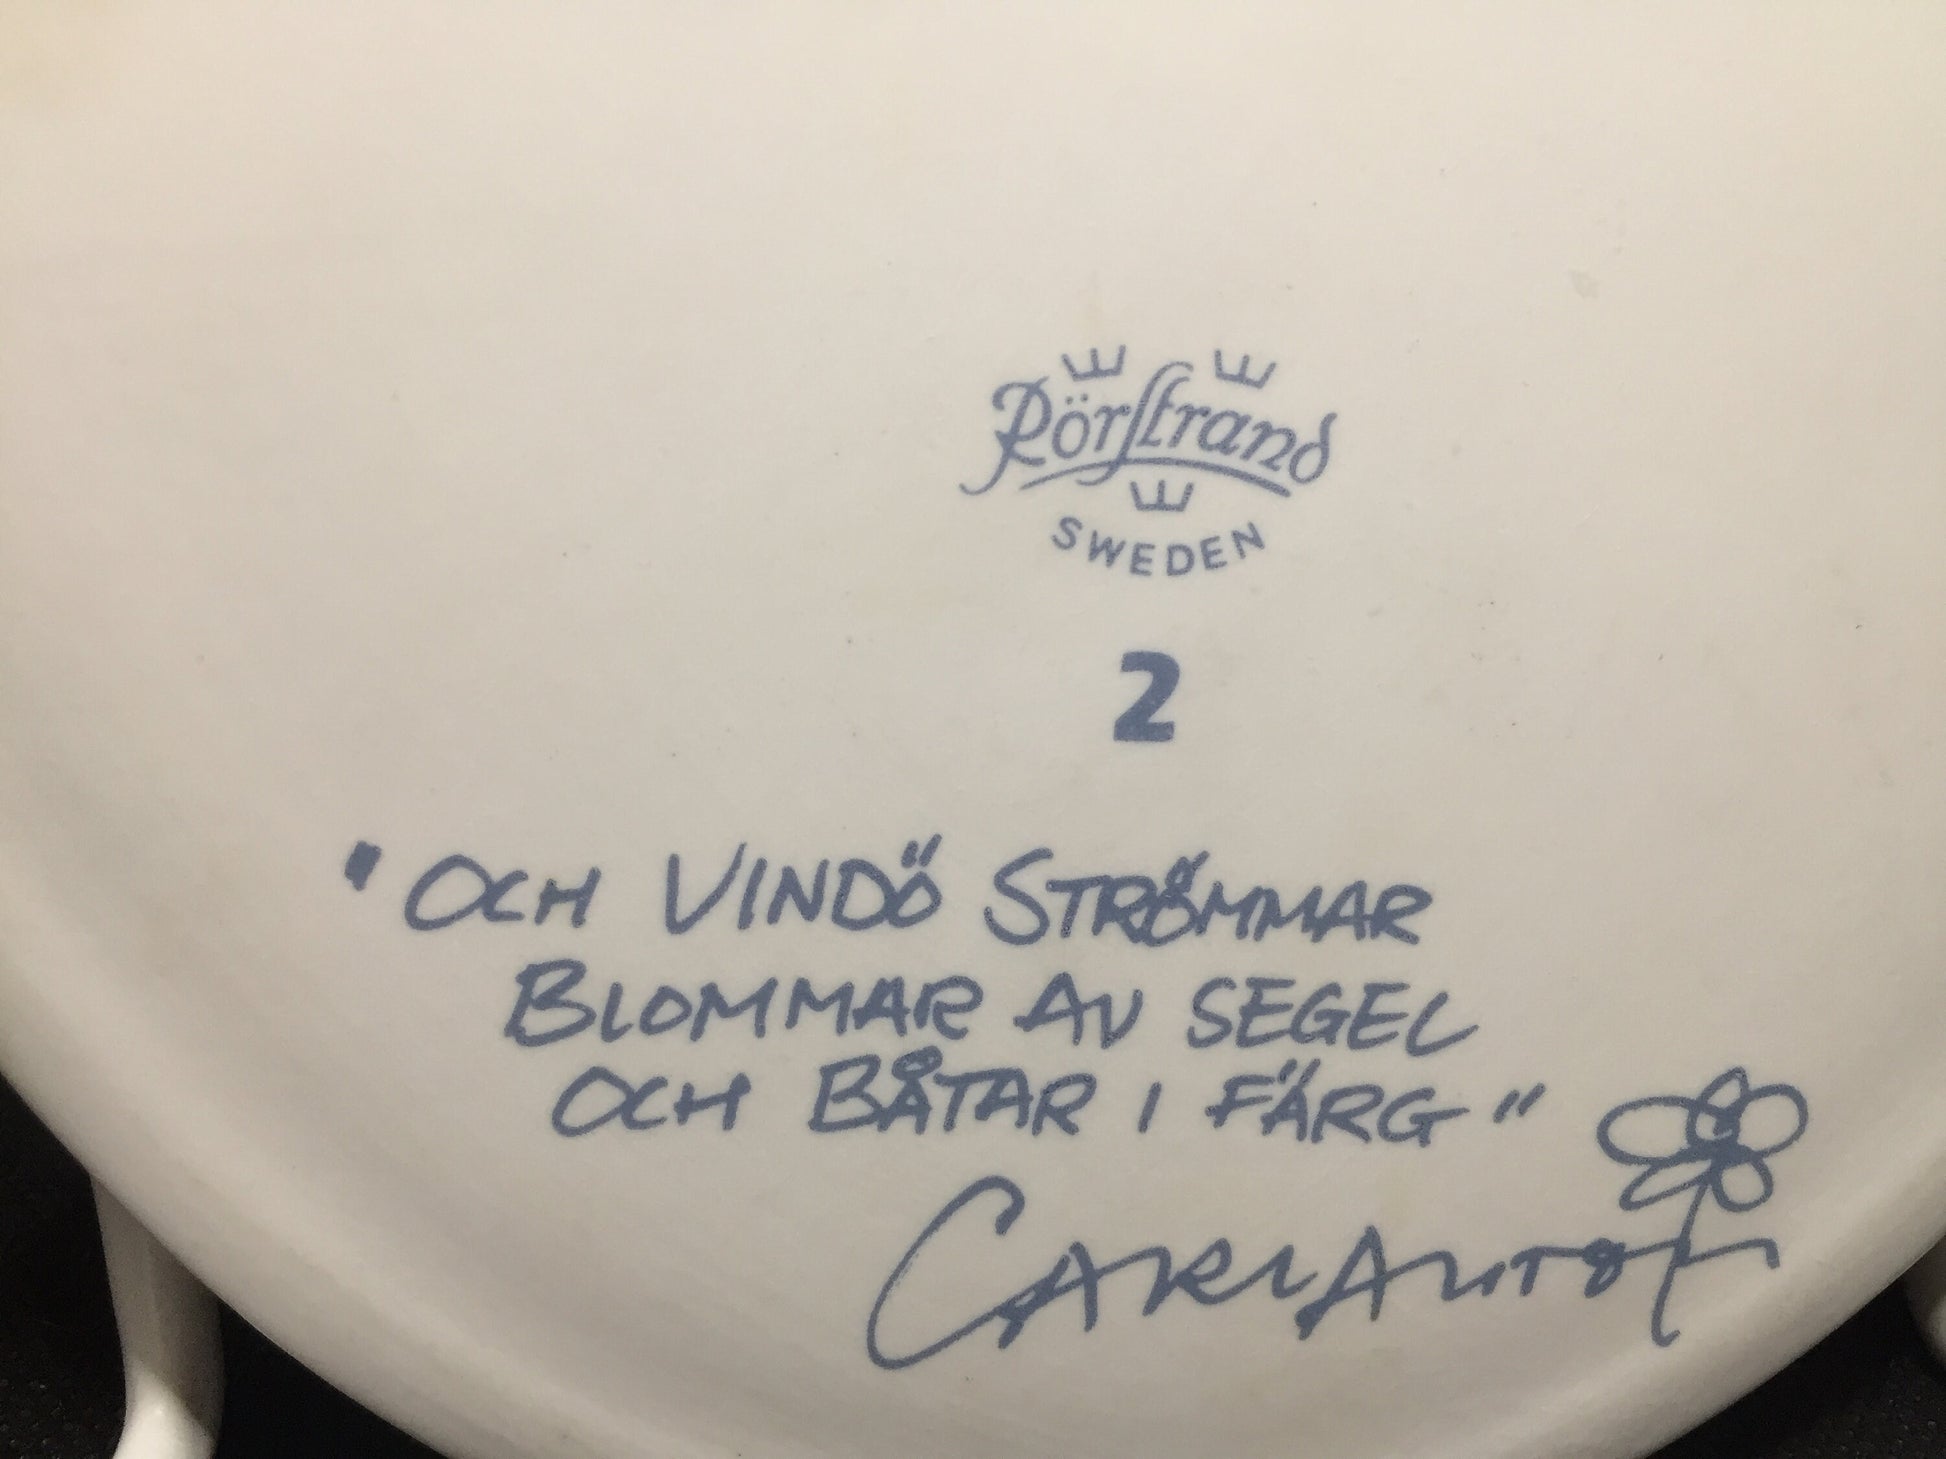 Rörstrand
SWEDEN
2
"OCH VINDÖ STRÖMMAR
BLOMMAR AV SEGEL
OCH BÅTAR I FÄRG"